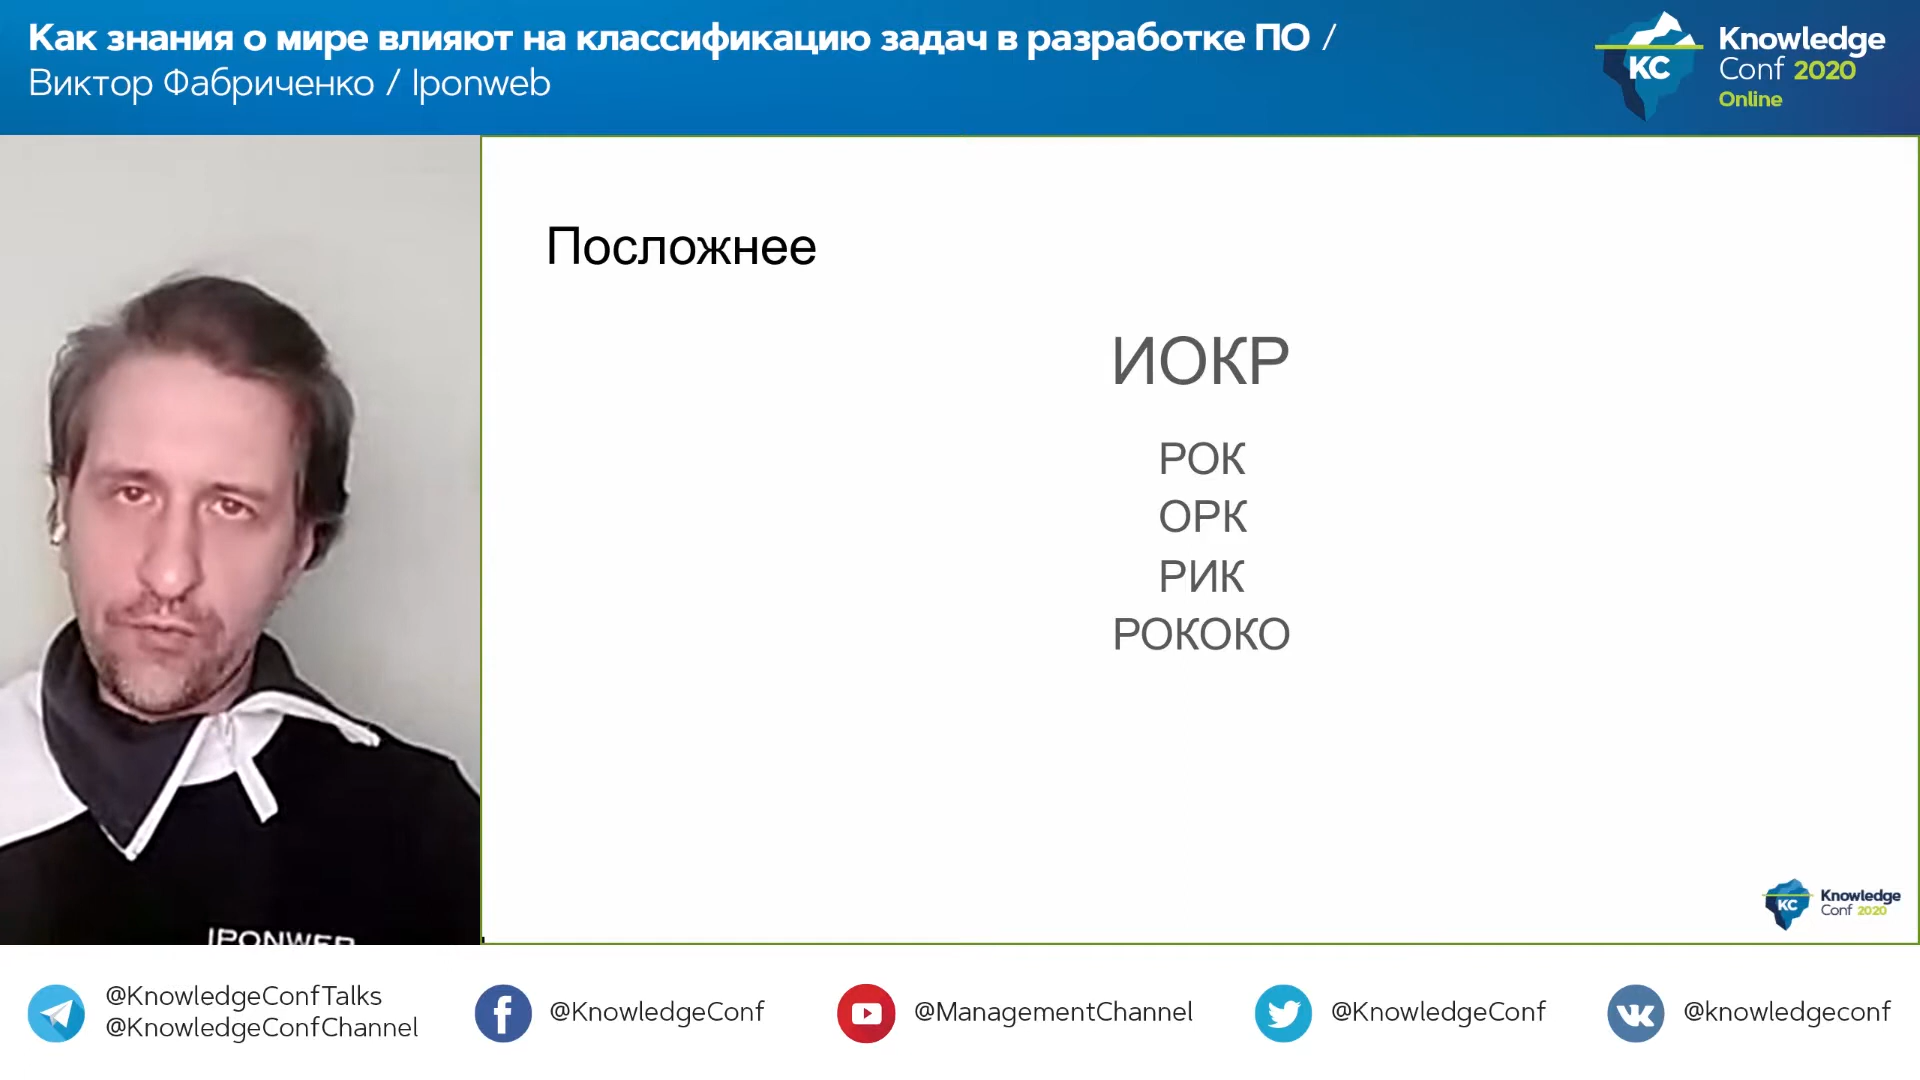 Как знания о мире влияют на классификацию задач в разработке ПО /
Виктор Фабриченко / Iponweb
KC
Knowledge
Conf 2020
Online
Посложнее
ИОКР
РОК
ОРК
РИК
РОКОКО
IPONWEB
KC
Knowledge
Conf 2020
@KnowledgeConfTalks
@KnowledgeConfChannel
@KnowledgeConf
@ManagementChannel
@KnowledgeConf
@knowledgeconf